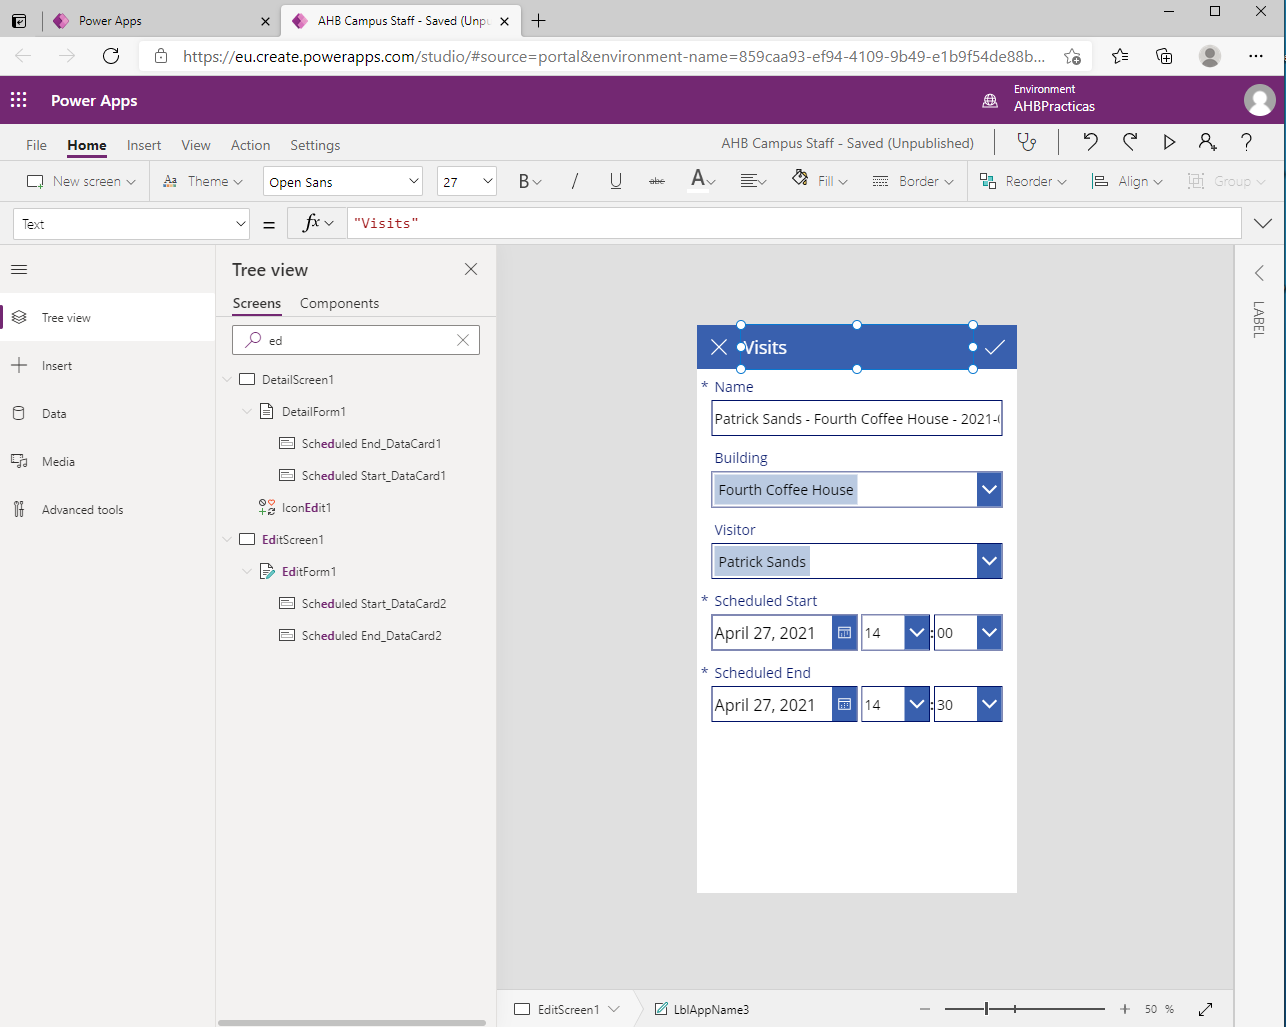 Power Apps
AHB Campus Staff - Saved (Unpu
https://eu.create.powerapps.com/studio/#source=portal&environment-name=859caa93-ef94-4109-9b49-e1b9f54de88b...
Power Apps
Environment
AHBPracticas
File Home Insert View Action Settings
AHB Campus Staff - Saved (Unpublished)
New screen Theme Open Sans 27 B / U abc A Fill Border Reorder Align Group
Text = fx "Visits"
Tree view
Screens Components
ed
DetailScreen1
DetailForm1
Scheduled End_DataCard1
Scheduled Start_DataCard1
IconEdit1
EditScreen1
EditForm1
Scheduled Start_DataCard2
Scheduled End_DataCard2
Tree view
Insert
Data
Media
Advanced tools
Visits
* Name
Patrick Sands - Fourth Coffee House - 2021-
Building
Fourth Coffee House
Visitor
Patrick Sands
* Scheduled Start
April 27, 2021 14 : 00
* Scheduled End
April 27, 2021 14 : 30
LABEL
EditScreen1 LblAppName3
50 %